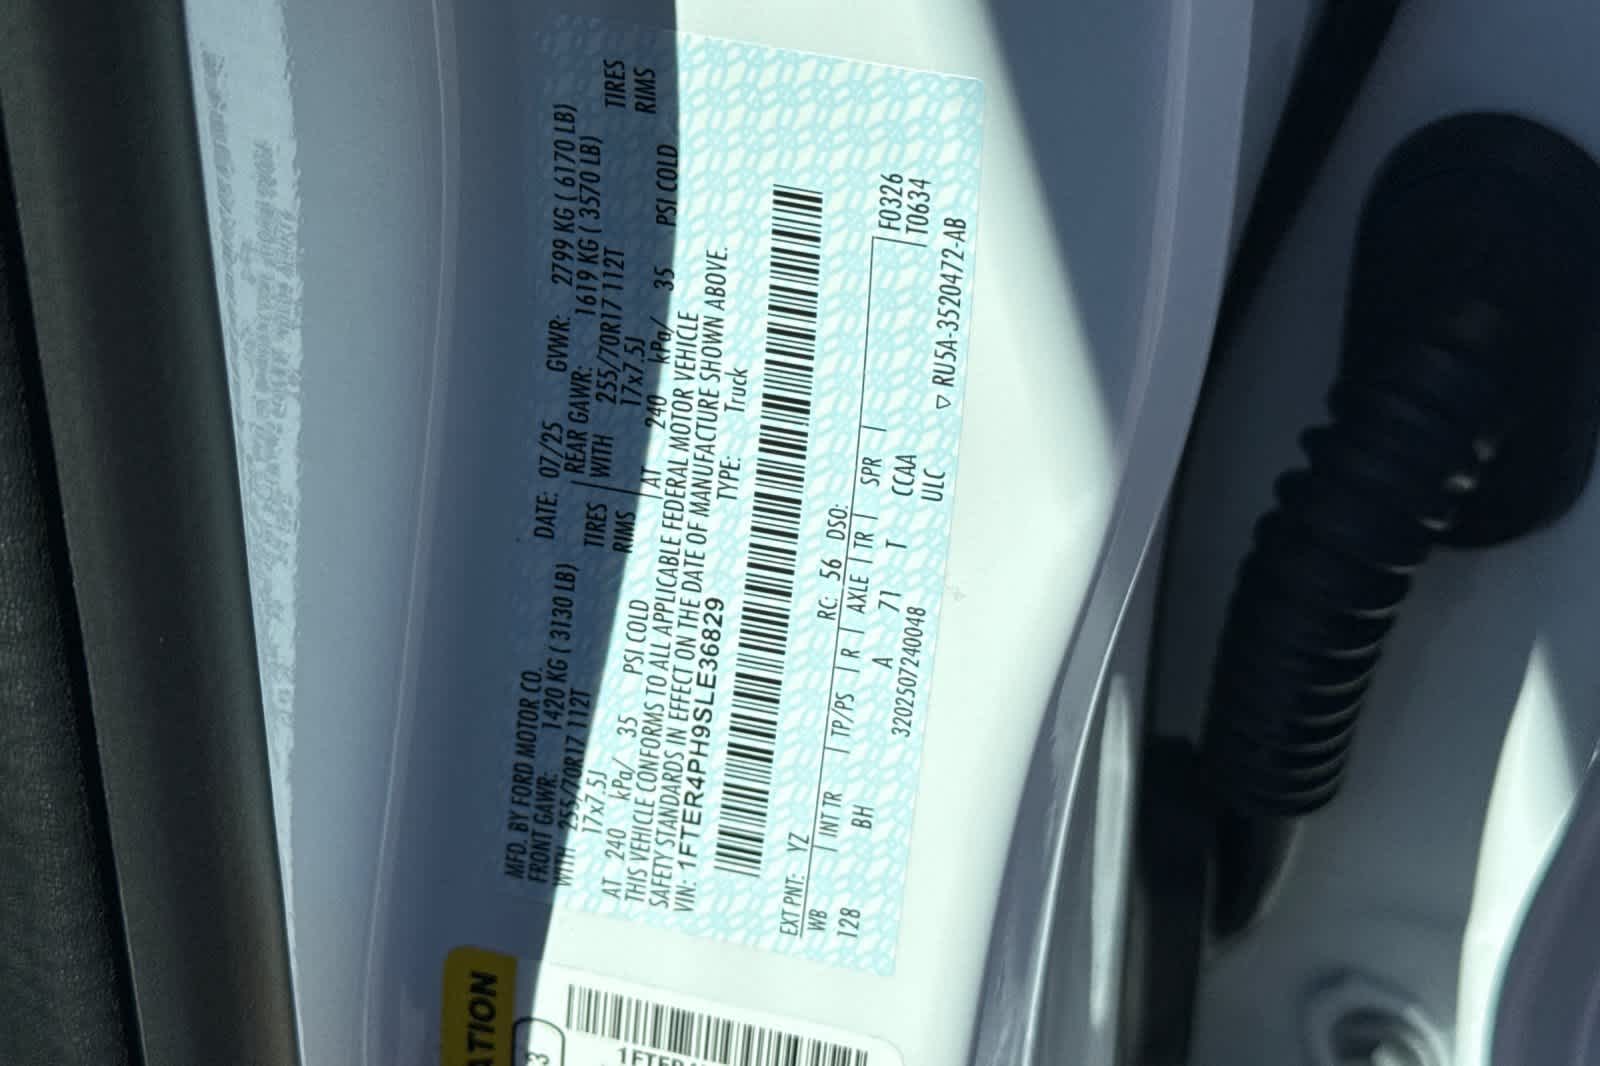 MFD. BY FORD MOTOR CO. DATE: 07/25 GVWR: 2799 KG ( 6170 LB)
FRONT GAWR: 1420 KG ( 3130 LB) REAR GAWR: 1619 KG ( 3570 LB)
WITH 255/70R17 112T TIRES WITH 255/70R17 112T TIRES
17x7.5J RIMS 17x7.5J RIMS
AT 240 kPa/ 35 PSI COLD AT 240 kPa/ 35 PSI COLD
THIS VEHICLE CONFORMS TO ALL APPLICABLE FEDERAL MOTOR VEHICLE
SAFETY STANDARDS IN EFFECT ON THE DATE OF MANUFACTURE SHOWN ABOVE.
VIN: 1FTER4PH9SLE36829 TYPE: Truck
EXT PNT: YZ RC: 56 DSO: F0326
WB INT TR TP/PS R AXLE TR SPR T0634
128 BH A 71 T CCAA
3202507240048 ULC ▽ RU5A-3520472-AB
ATION
3